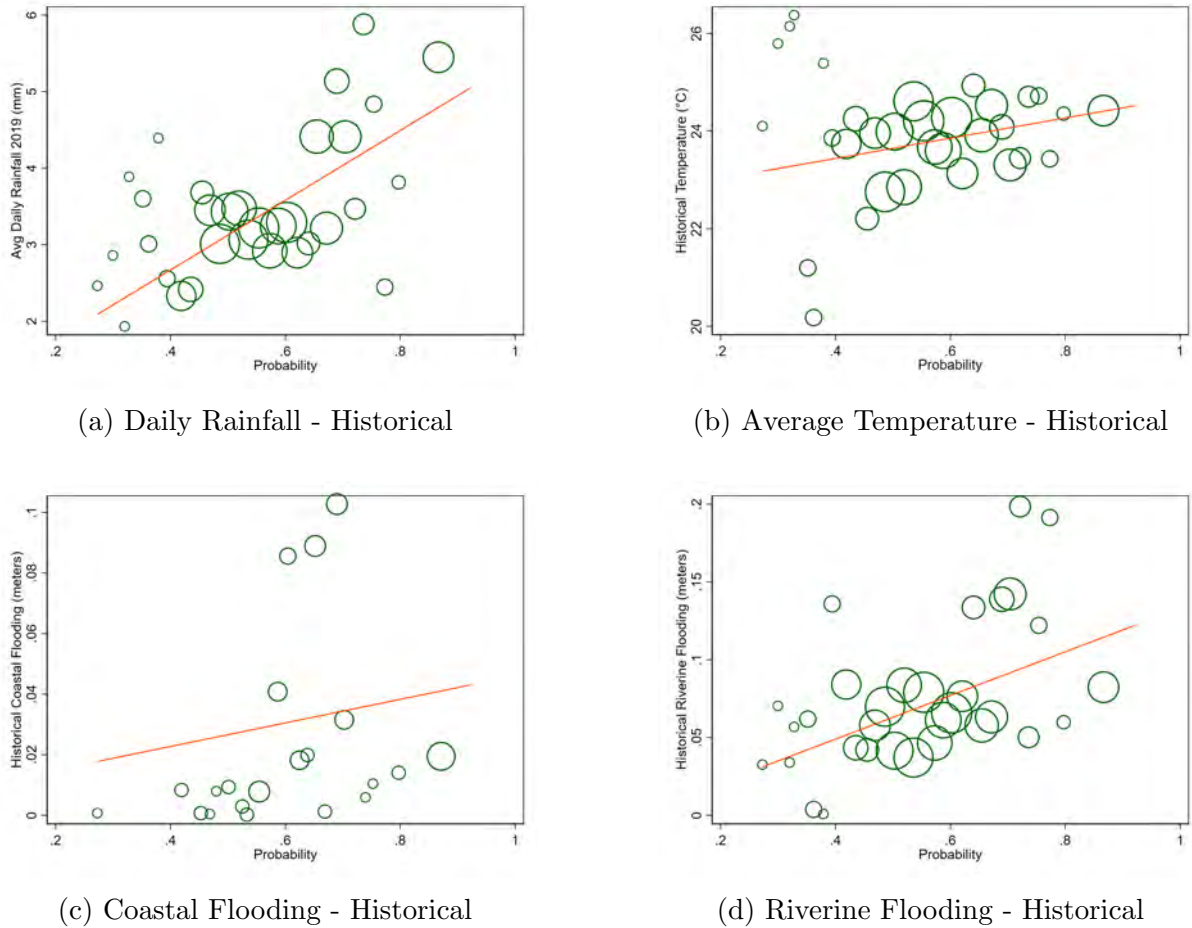 Avg Daily Rainfall 2019 (mm)
6
5
4
3
2
.2 .4 .6 .8 1
Probability
(a) Daily Rainfall - Historical
Historical Temperature (°C)
26
24
22
20
.2 .4 .6 .8 1
Probability
(b) Average Temperature - Historical
Historical Coastal Flooding (meters)
.1
.08
.06
.04
.02
0
.2 .4 .6 .8 1
Probability
(c) Coastal Flooding - Historical
Historical Riverine Flooding (meters)
.2
.15
.1
.05
0
.2 .4 .6 .8 1
Probability
(d) Riverine Flooding - Historical